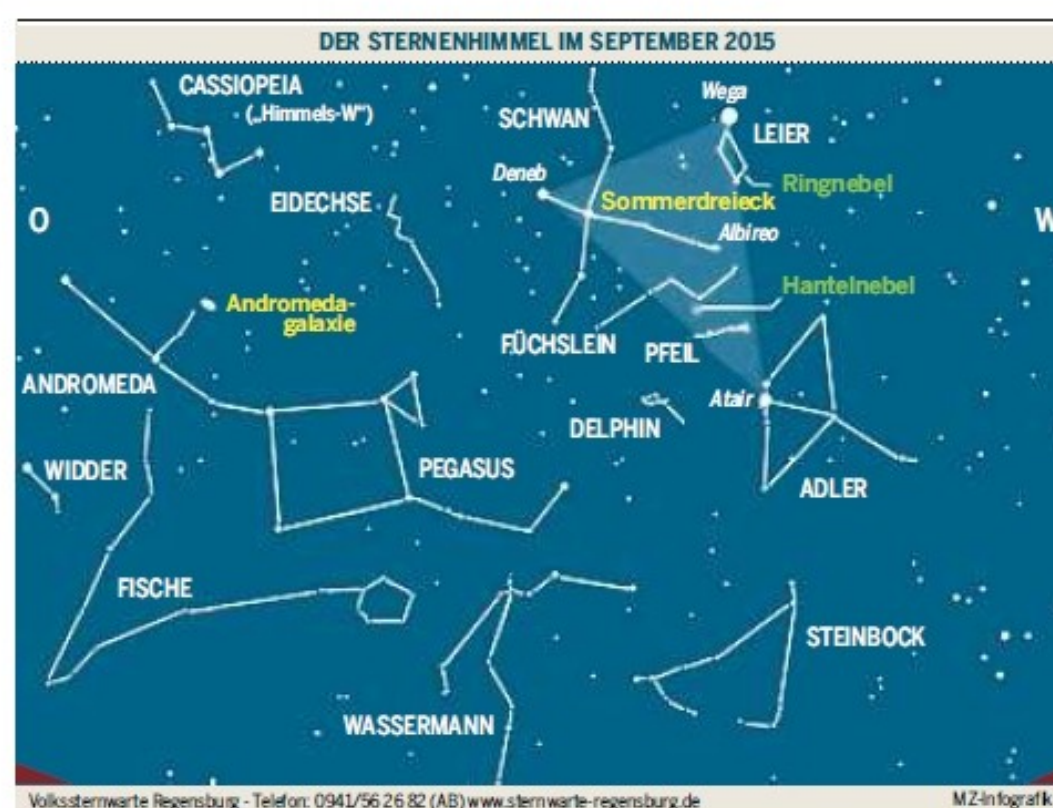 DER STERNENHIMMEL IM SEPTEMBER 2015
CASSIOPEIA
(„Himmels-W")
SCHWAN
Wega
LEIER
Deneb
Ringnebel
EIDECHSE
Sommerdreieck
O
Albireo
W
Hantelnebel
Andromeda-
galaxie
FÜCHSLEIN
PFEIL
ANDROMEDA
Atair
DELPHIN
WIDDER
PEGASUS
ADLER
FISCHE
STEINBOCK
WASSERMANN
Volkssternwarte Regensburg - Telefon: 0941/56 26 82 (AB) www.sternwarte-regensburg.de
MZ-Infografik